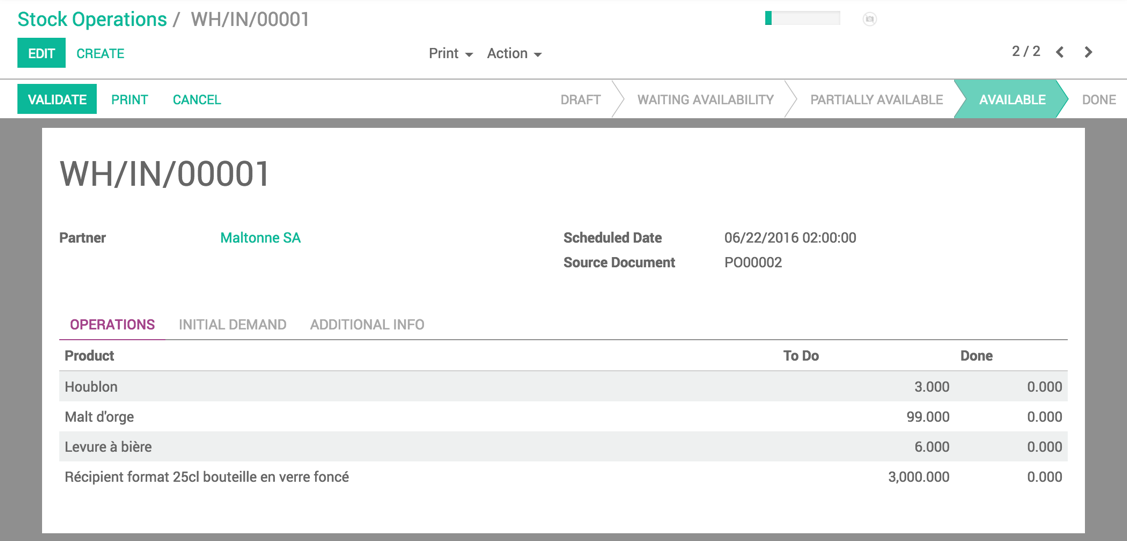 Stock Operations / WH/IN/00001
EDIT CREATE Print Action 2 / 2
VALIDATE PRINT CANCEL DRAFT WAITING AVAILABILITY PARTIALLY AVAILABLE AVAILABLE DONE
WH/IN/00001
Partner Maltonne SA Scheduled Date 06/22/2016 02:00:00
Source Document PO00002
OPERATIONS INITIAL DEMAND ADDITIONAL INFO
Product To Do Done
Houblon 3.000 0.000
Malt d'orge 99.000 0.000
Levure à bière 6.000 0.000
Récipient format 25cl bouteille en verre foncé 3,000.000 0.000